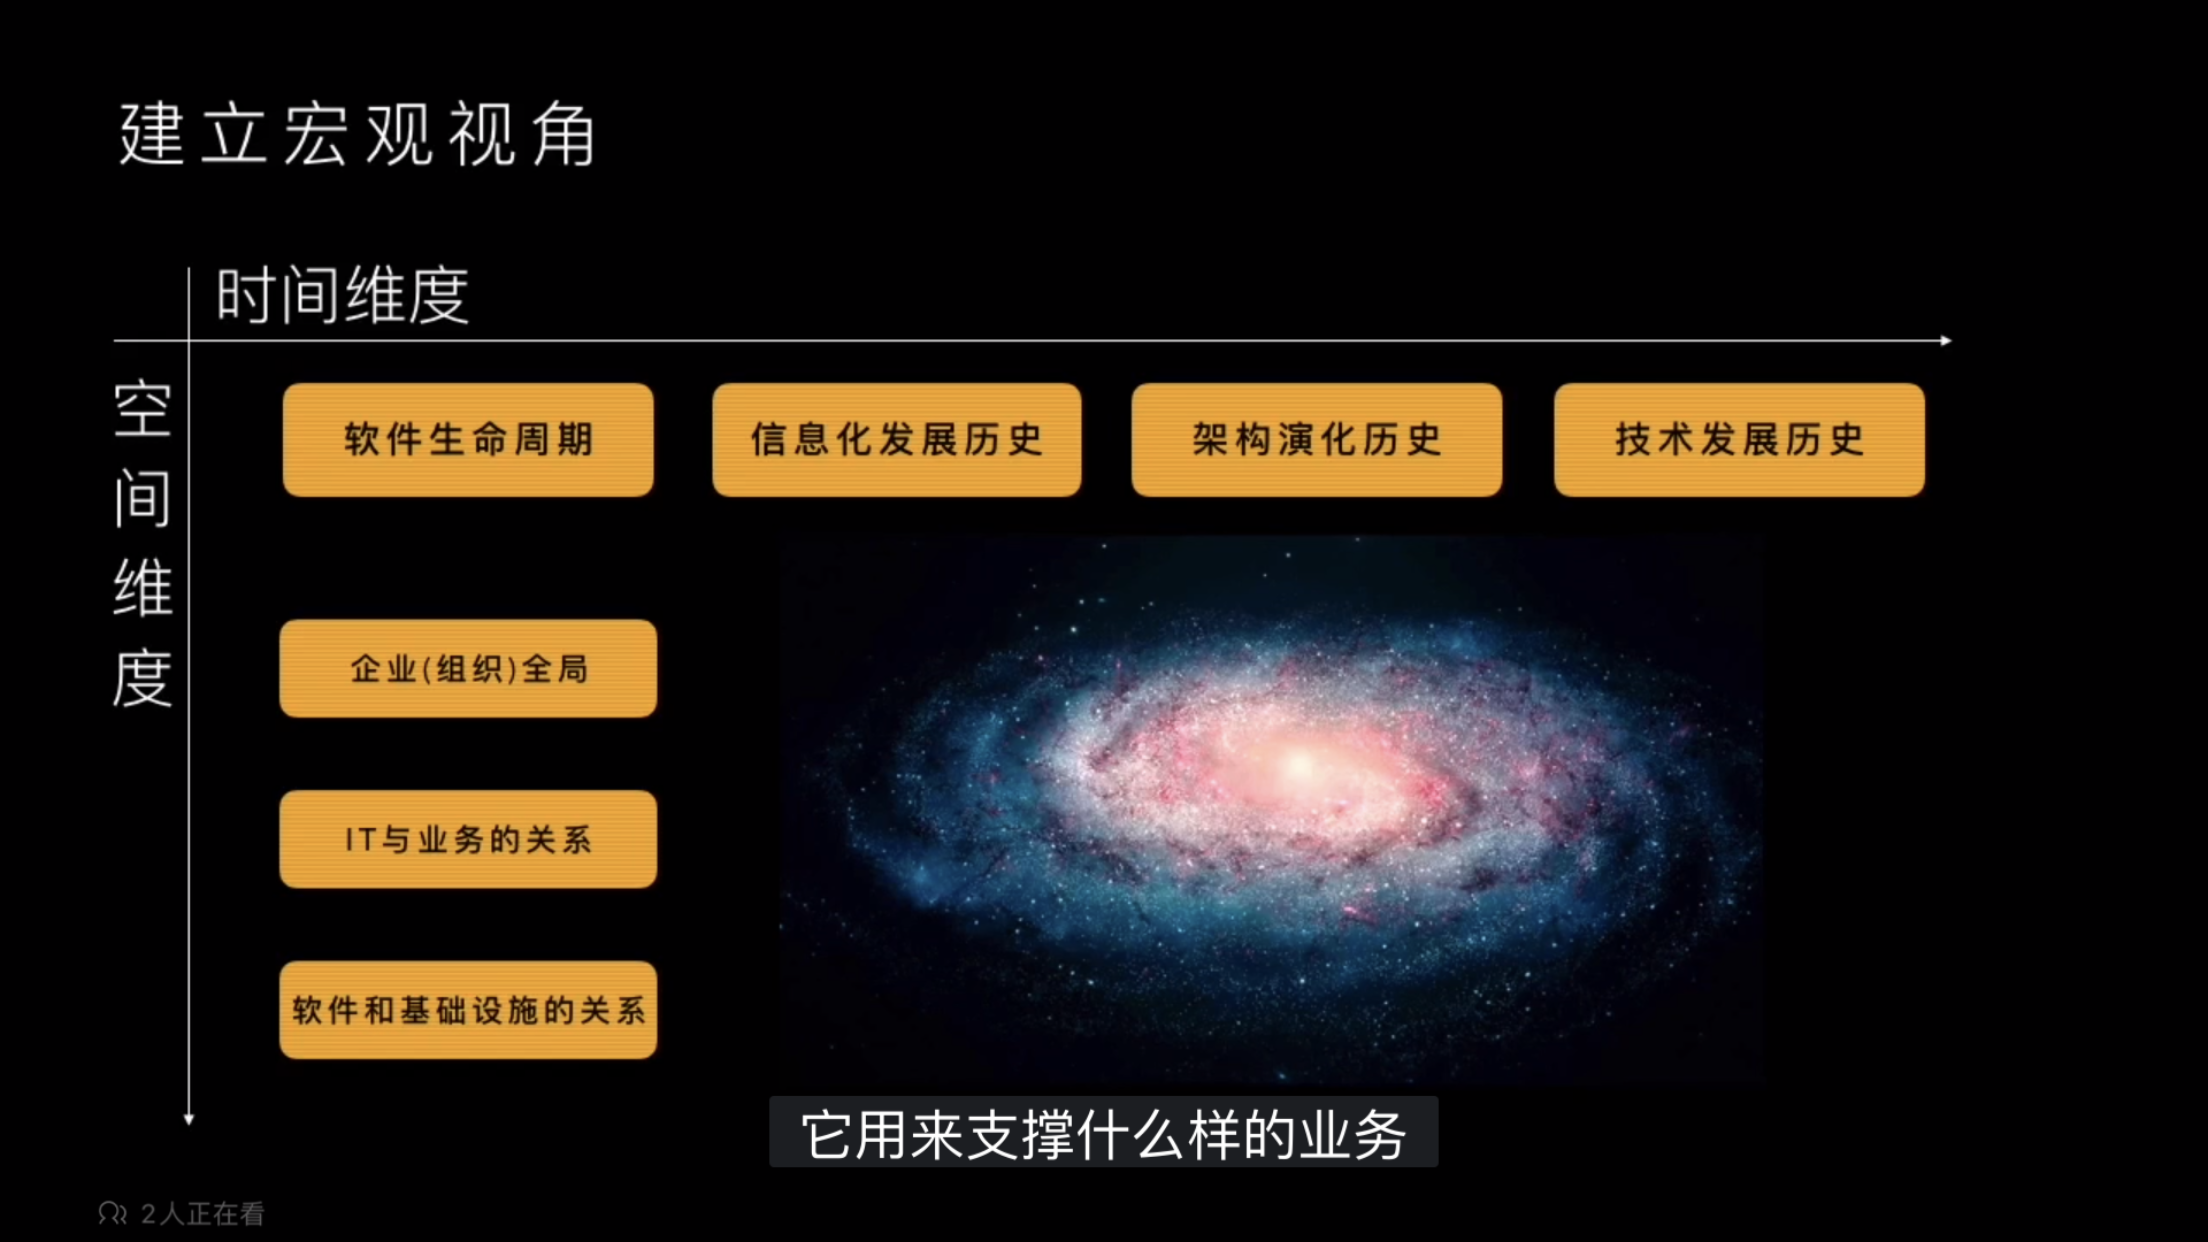 建立宏观视角
时间维度
空间维度
软件生命周期
信息化发展历史
架构演化历史
技术发展历史
企业(组织)全局
IT与业务的关系
软件和基础设施的关系
它用来支撑什么样的业务
2人正在看